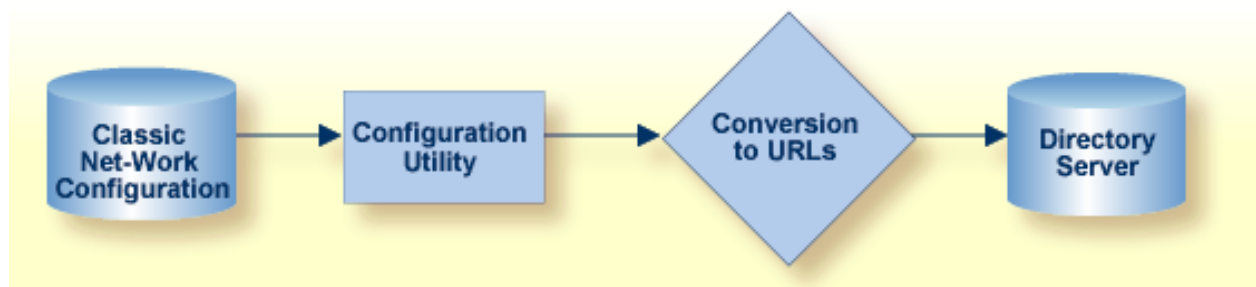 Classic
Net-Work
Configuration
Configuration
Utility
Conversion
to URLs
Directory
Server